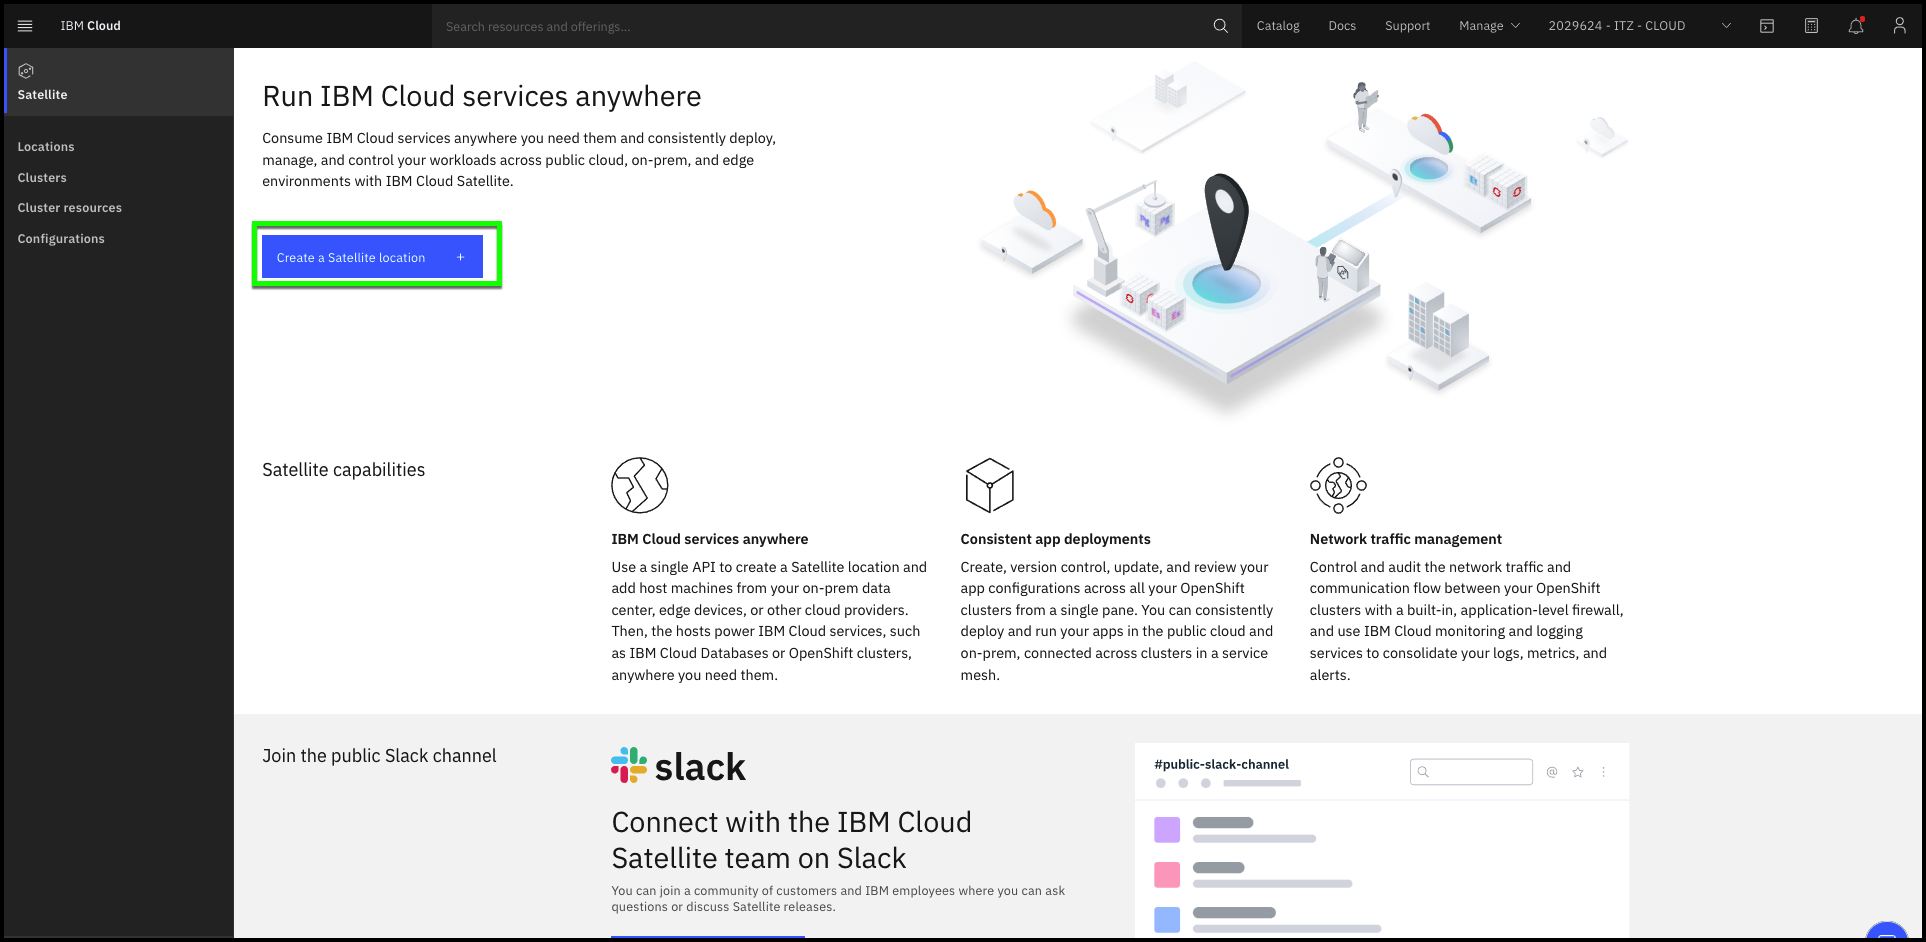 IBM Cloud
Search resources and offerings...
Catalog
Docs
Support
Manage
2029624 - ITZ - CLOUD
Satellite
Locations
Clusters
Cluster resources
Configurations
Run IBM Cloud services anywhere
Consume IBM Cloud services anywhere you need them and consistently deploy,
manage, and control your workloads across public cloud, on-prem, and edge
environments with IBM Cloud Satellite.
Create a Satellite location +
Satellite capabilities
IBM Cloud services anywhere
Use a single API to create a Satellite location and
add host machines from your on-prem data
center, edge devices, or other cloud providers.
Then, the hosts power IBM Cloud services, such
as IBM Cloud Databases or OpenShift clusters,
anywhere you need them.
Consistent app deployments
Create, version control, update, and review your
app configurations across all your OpenShift
clusters from a single pane. You can consistently
deploy and run your apps in the public cloud and
on-prem, connected across clusters in a service
mesh.
Network traffic management
Control and audit the network traffic and
communication flow between your OpenShift
clusters with a built-in, application-level firewall,
and use IBM Cloud monitoring and logging
services to consolidate your logs, metrics, and
alerts.
Join the public Slack channel
slack
Connect with the IBM Cloud
Satellite team on Slack
You can join a community of customers and IBM employees where you can ask
questions or discuss Satellite releases.
#public-slack-channel
@